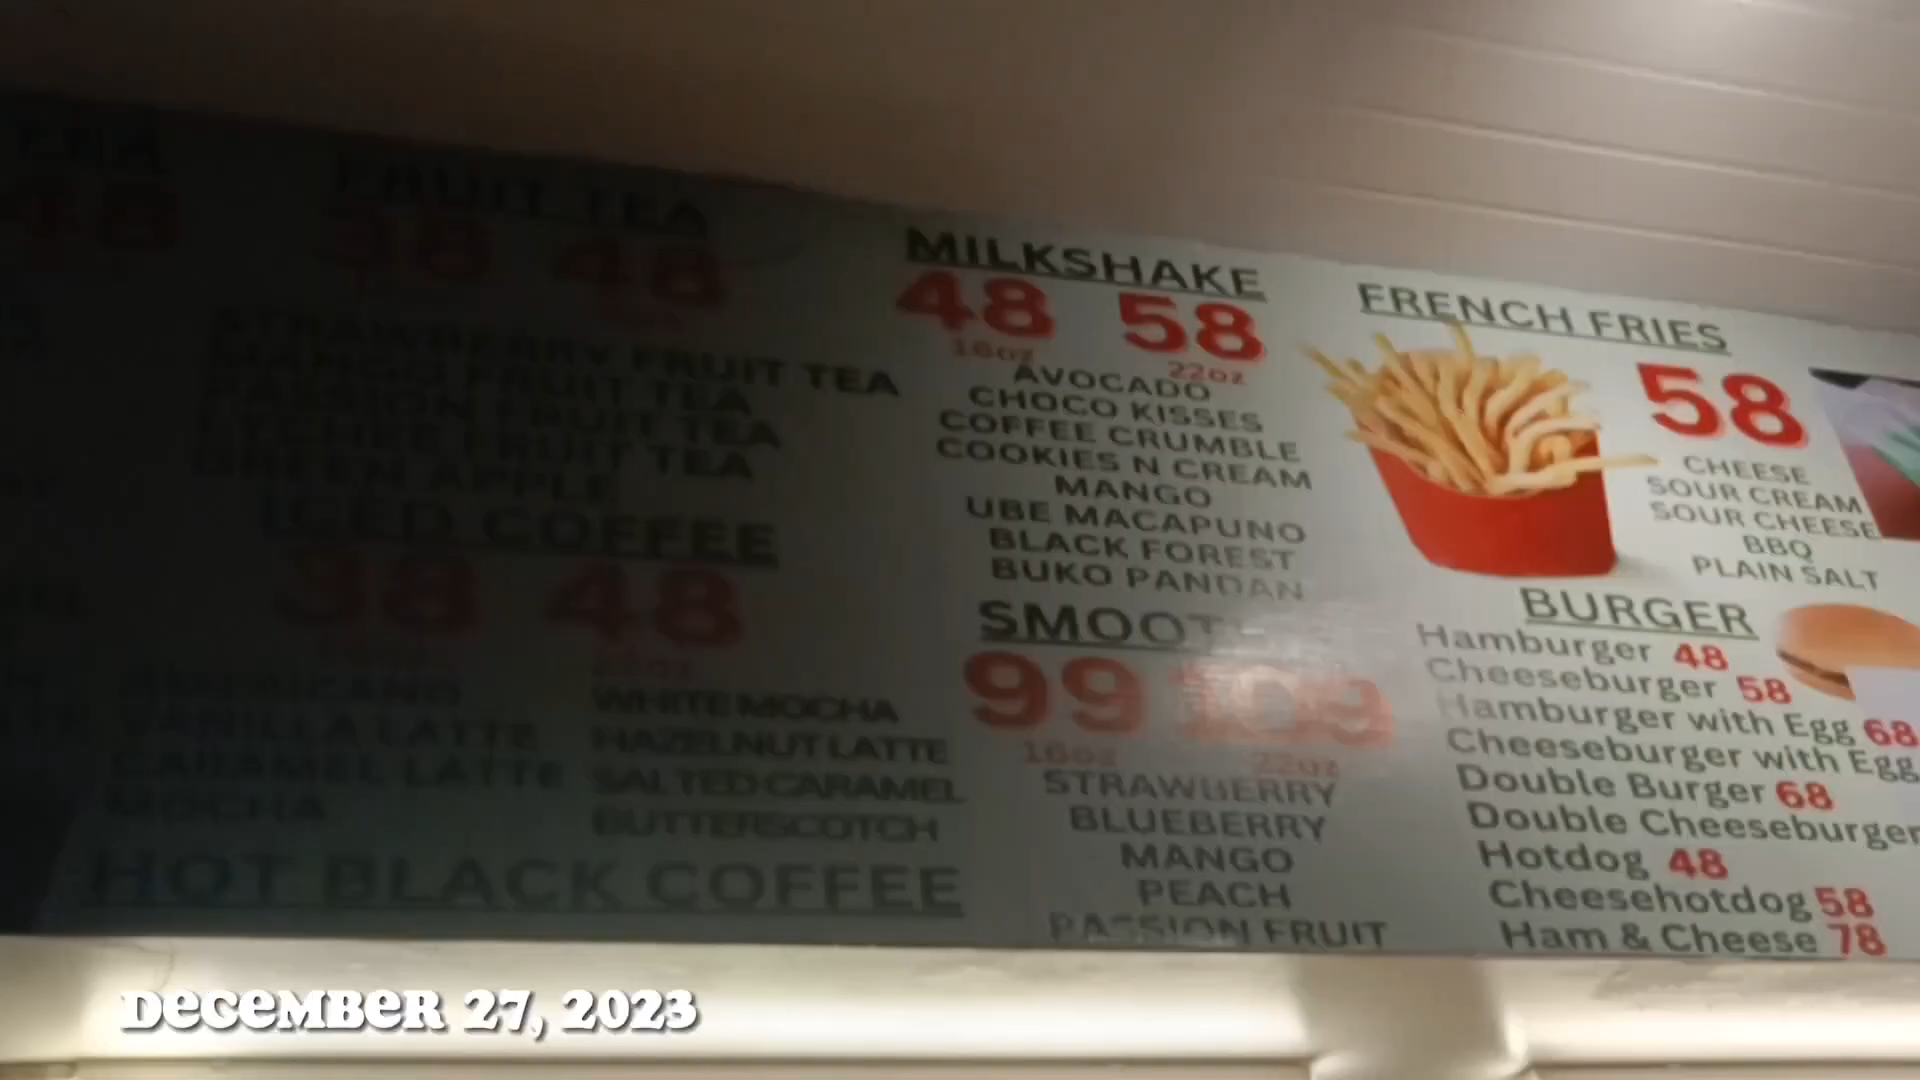 FRUIT TEA
38 48
STRAWBERRY FRUIT TEA
MANGO FRUIT TEA
PASSION FRUIT TEA
LYCHEE FRUIT TEA
GREEN APPLE
ICED COFFEE
38 48
22oz
AMERICANO
VANILLA LATTE
CARAMEL LATTE
MOCHA
WHITE MOCHA
HAZELNUT LATTE
SALTED CARAMEL
BUTTERSCOTCH
HOT BLACK COFFEE
MILKSHAKE
48 58
16oz 22oz
AVOCADO
CHOCO KISSES
COFFEE CRUMBLE
COOKIES N CREAM
MANGO
UBE MACAPUNO
BLACK FOREST
BUKO PANDAN
99 109
16oz 22oz
STRAWBERRY
BLUEBERRY
MANGO
PEACH
PASSION FRUIT
FRENCH FRIES
58
CHEESE
SOUR CREAM
SOUR CHEESE
BBQ
PLAIN SALT
BURGER
Hamburger 48
Cheeseburger 58
Hamburger with Egg 68
Cheeseburger with Egg
Double Burger 68
Double Cheeseburger
Hotdog 48
Cheesehotdog 58
Ham & Cheese 78
DECEMBER 27, 2023